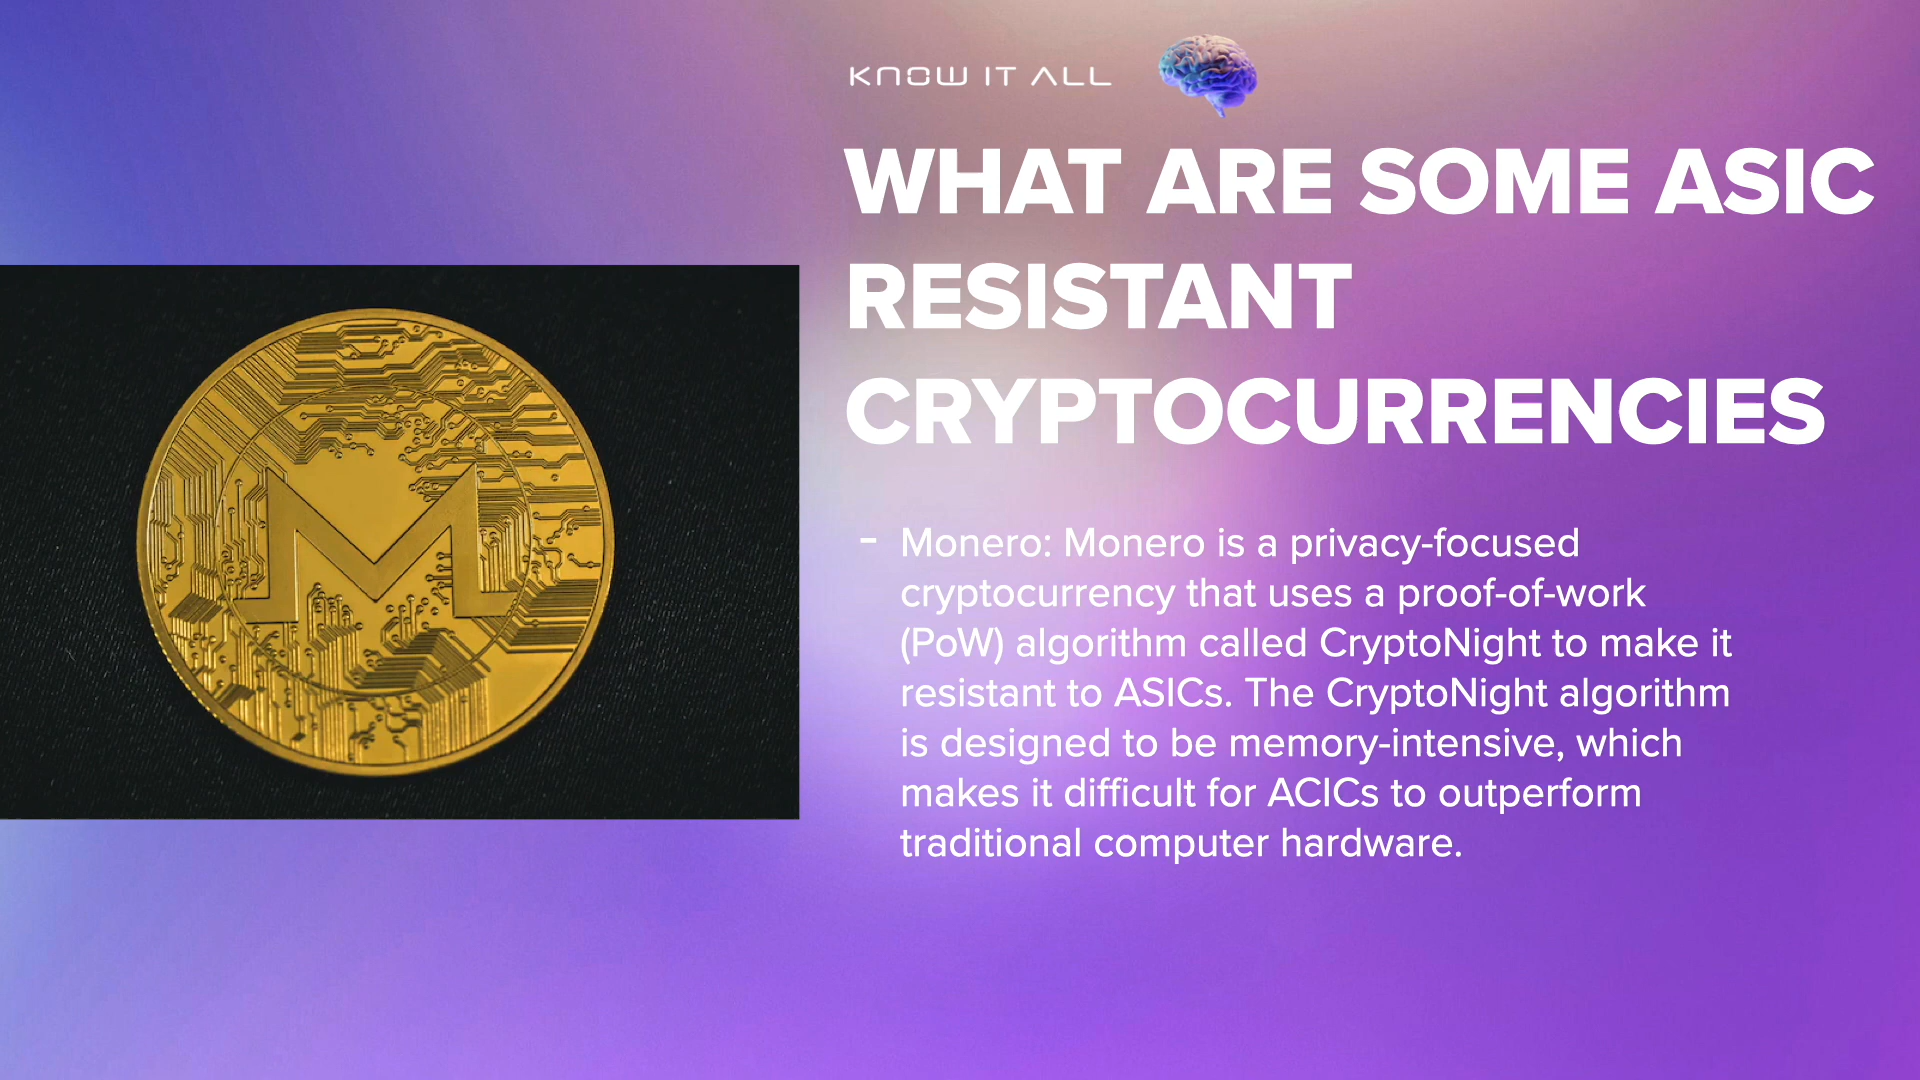 KNOW IT ALL
WHAT ARE SOME ASIC
RESISTANT
CRYPTOCURRENCIES
- Monero: Monero is a privacy-focused
cryptocurrency that uses a proof-of-work
(PoW) algorithm called CryptoNight to make it
resistant to ASICs. The CryptoNight algorithm
is designed to be memory-intensive, which
makes it difficult for ACICs to outperform
traditional computer hardware.